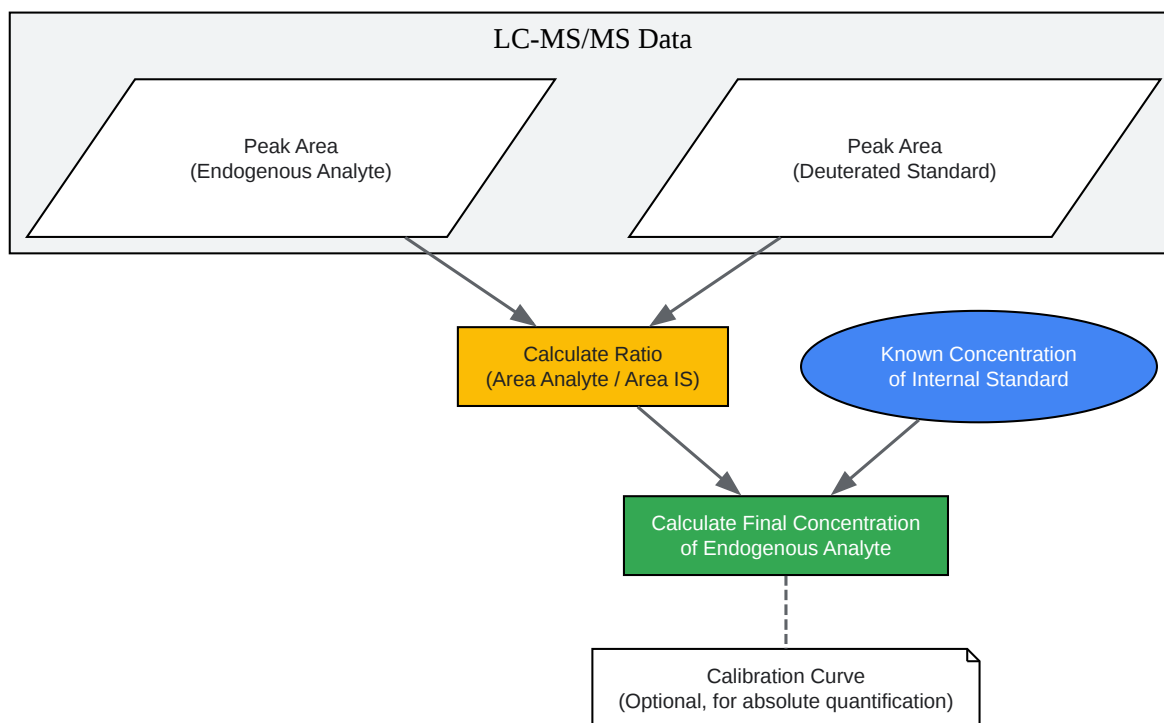 LC-MS/MS Data
Peak Area
(Endogenous Analyte)
Peak Area
(Deuterated Standard)
Calculate Ratio
(Area Analyte / Area IS)
Known Concentration
of Internal Standard
Calculate Final Concentration
of Endogenous Analyte
Calibration Curve
(Optional, for absolute quantification)